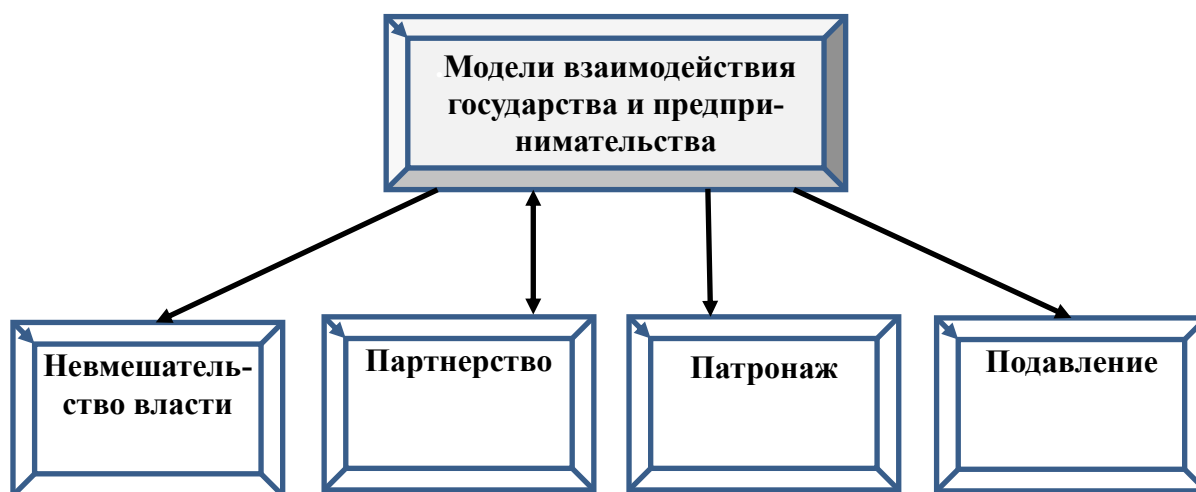 Модели взаимодействия
государства и предпри-
нимательства
Невмешатель-
ство власти
Партнерство
Патронаж
Подавление